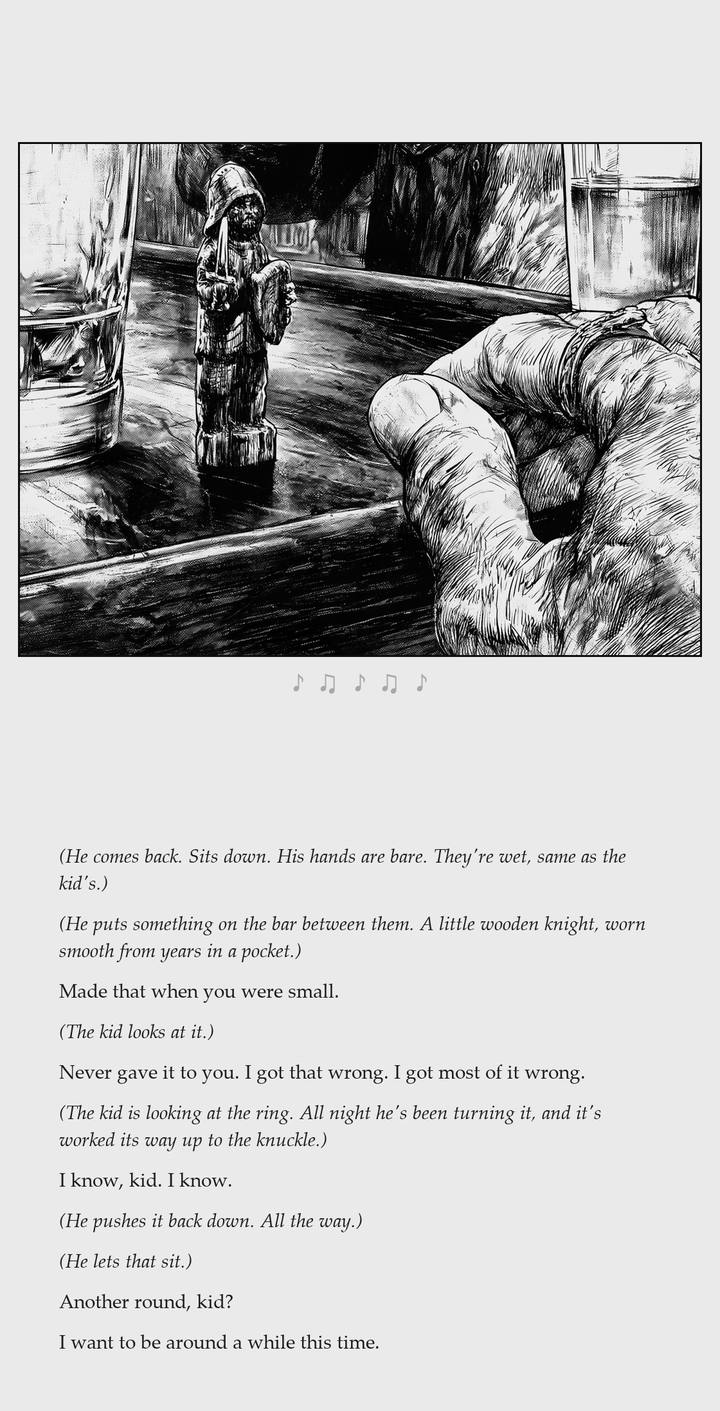 (He comes back. Sits down. His hands are bare. They’re wet, same as the
kid’s.)
(He puts something on the bar between them. A little wooden knight, worn
smooth from years in a pocket.)
Made that when you were small.
(The kid looks at it.)
Never gave it to you. I got that wrong. I got most of it wrong.
(The kid is looking at the ring. All night he’s been turning it, and it’s
worked its way up to the knuckle.)
I know, kid. I know.
(He pushes it back down. All the way.)
(He lets that sit.)
Another round, kid?
I want to be around a while this time.